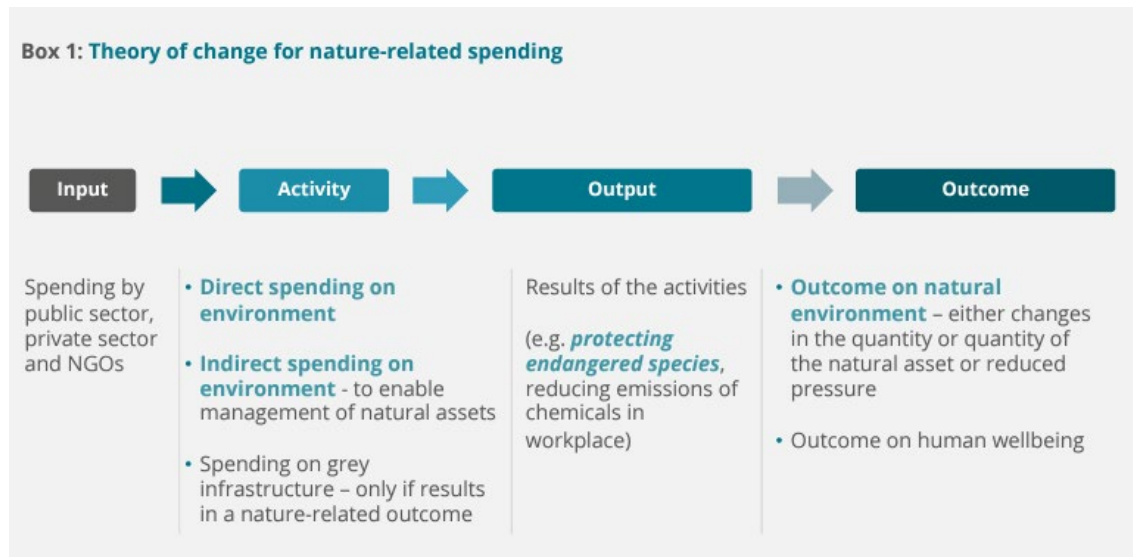 Box 1: Theory of change for nature-related spending
Input
Activity
Output
Outcome
Spending by
public sector,
private sector
and NGOs
• Direct spending on
environment
• Indirect spending on
environment - to enable
management of natural assets
• Spending on grey
infrastructure – only if results
in a nature-related outcome
Results of the activities
(e.g. protecting
endangered species,
reducing emissions of
chemicals in
workplace)
• Outcome on natural
environment – either changes
in the quantity or quantity of
the natural asset or reduced
pressure
• Outcome on human wellbeing